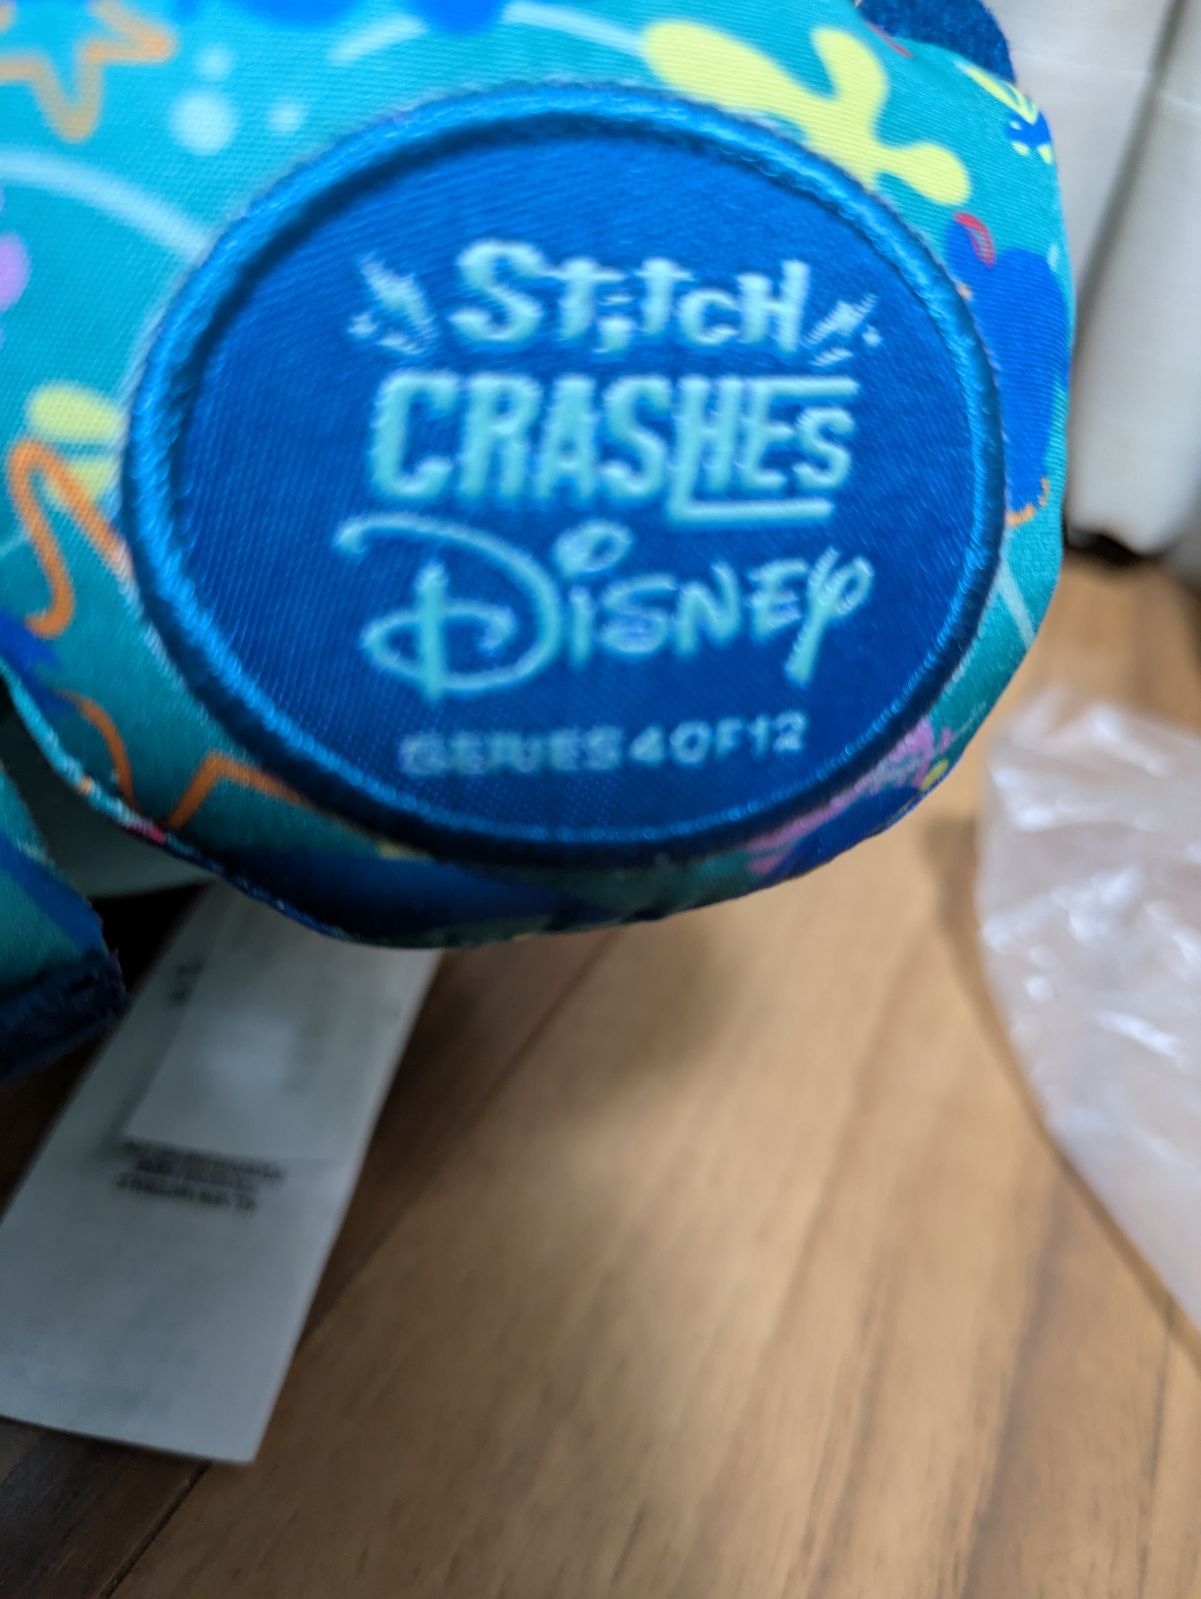 STITCH
CRASHES
DISNEY
SERIES 4 OF 12